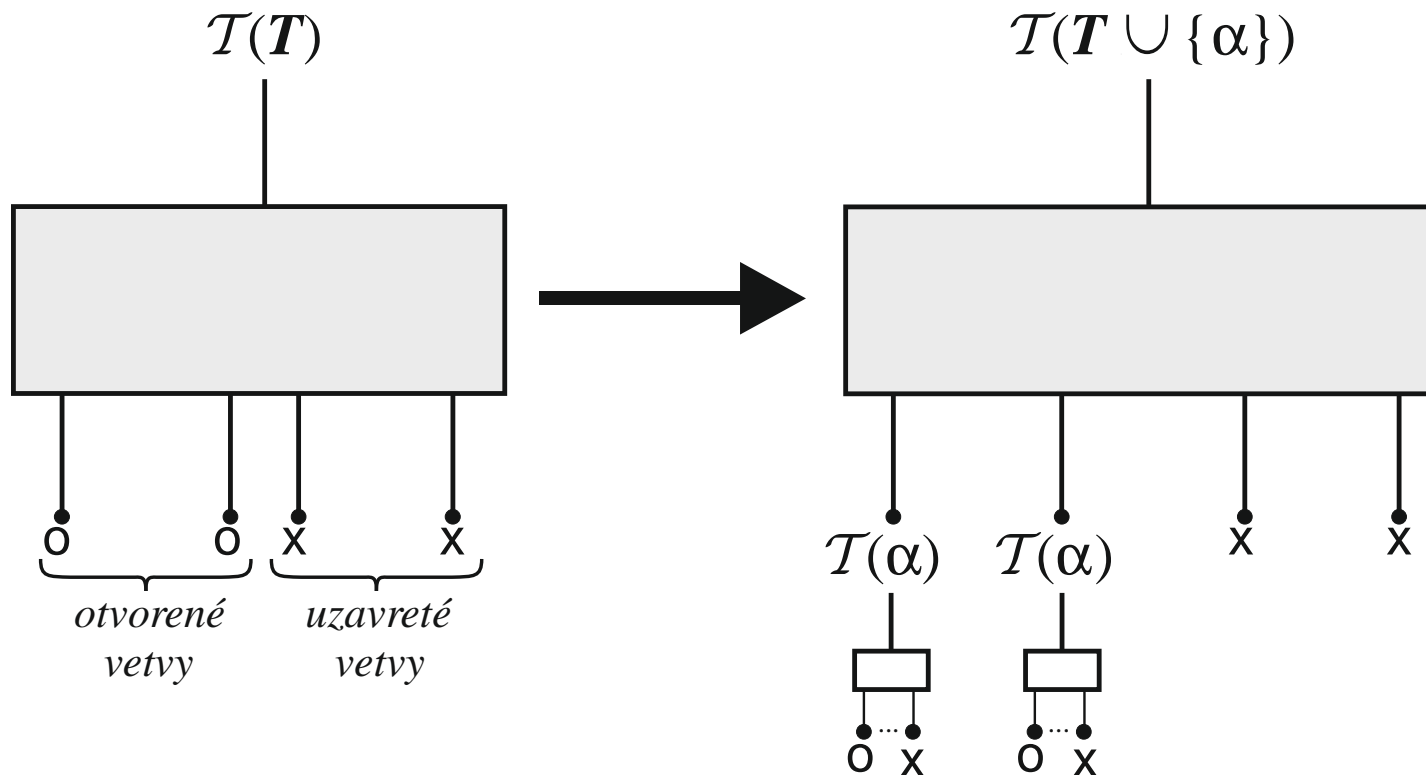 𝒯(T)
𝒯(T ∪ {α})
o o x x
otvorené
vetvy
uzavreté
vetvy
𝒯(α) 𝒯(α) x x
o ... x o ... x